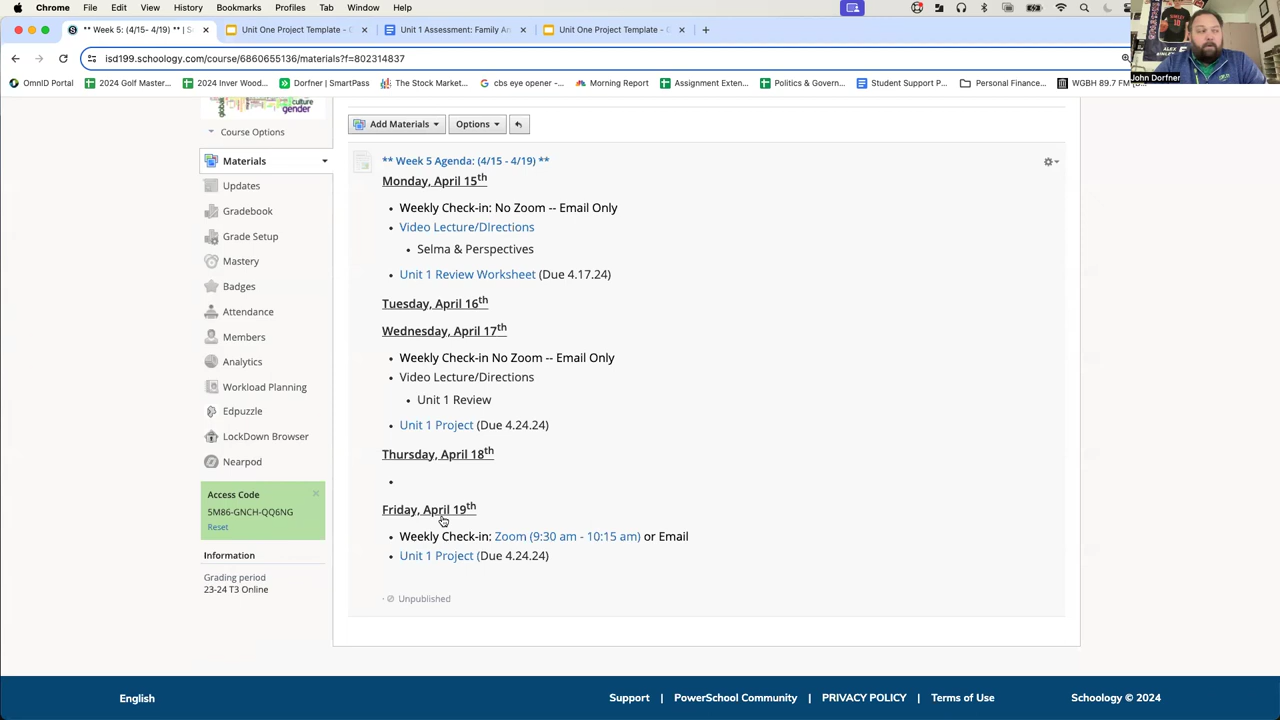 Chrome File Edit View History Bookmarks Profiles Tab Window Help
** Week 5: (4/15- 4/19) ** | S
Unit One Project Template - E
Unit 1 Assessment: Family An
Unit One Project Template - C
isd199.schoology.com/course/6860655136/materials?f=802314837
OmniD Portal
2024 Golf Master...
2024 Inver Wood...
Dorfner | SmartPass
The Stock Market...
cbs eye opener -...
Morning Report
Assignment Exten...
Politics & Govern...
Student Support P...
Personal Finance...
WGBH 89.7 FM
John Dorfner
culture
gender
global
Course Options
Materials
Updates
Gradebook
Grade Setup
Mastery
Badges
Attendance
Members
Analytics
Workload Planning
Edpuzzle
LockDown Browser
Nearpod
Access Code
5M86-GNCH-QQ6NG
Reset
Information
Grading period
23-24 T3 Online
Add Materials Options
** Week 5 Agenda: (4/15 - 4/19) **
Monday, April 15th
• Weekly Check-in: No Zoom -- Email Only
• Video Lecture/DIrections
• Selma & Perspectives
• Unit 1 Review Worksheet (Due 4.17.24)
Tuesday, April 16th
Wednesday, April 17th
• Weekly Check-in No Zoom -- Email Only
• Video Lecture/Directions
• Unit 1 Review
• Unit 1 Project (Due 4.24.24)
Thursday, April 18th
•
Friday, April 19th
• Weekly Check-in: Zoom (9:30 am - 10:15 am) or Email
• Unit 1 Project (Due 4.24.24)
· Unpublished
English
Support | PowerSchool Community | PRIVACY POLICY | Terms of Use
Schoology © 2024